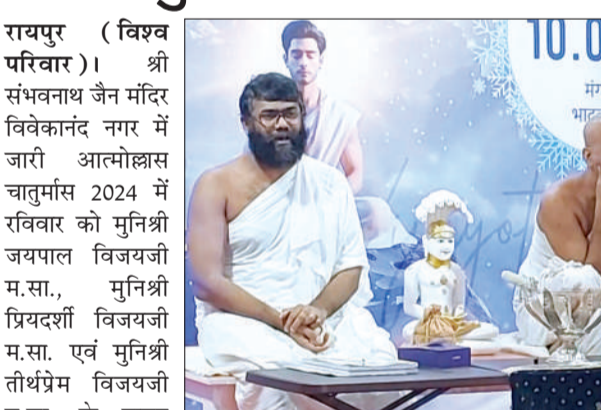 रायपुर (विश्व
परिवार)। श्री
संभवनाथ जैन मंदिर
विवेकानंद नगर में
जारी आत्मोल्लास
चातुर्मास 2024 में
रविवार को मुनिश्री
जयपाल विजयजी
म.सा., मुनिश्री
प्रियदर्शी विजयजी
म.सा. एवं मुनिश्री
तीर्थप्रेम विजयजी
10.0